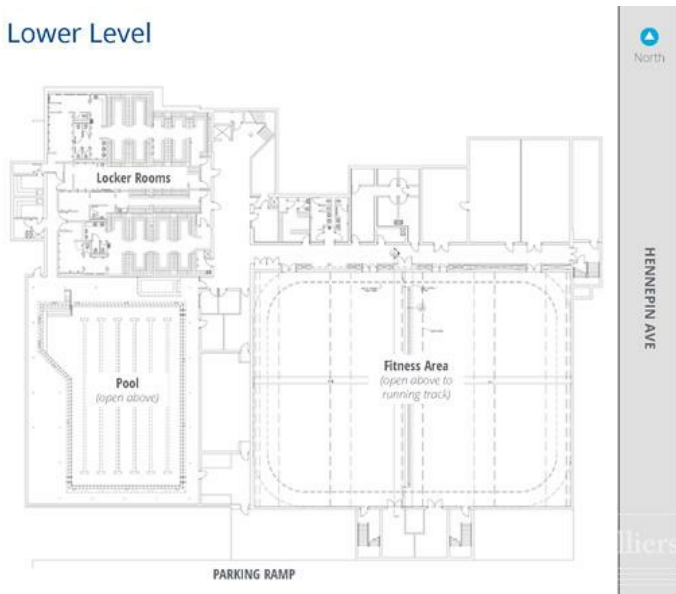 Lower Level
North
Locker Rooms
HENNEPIN AVE
Pool
(open above)
Fitness Area
(open above to
running track)
PARKING RAMP
lliers